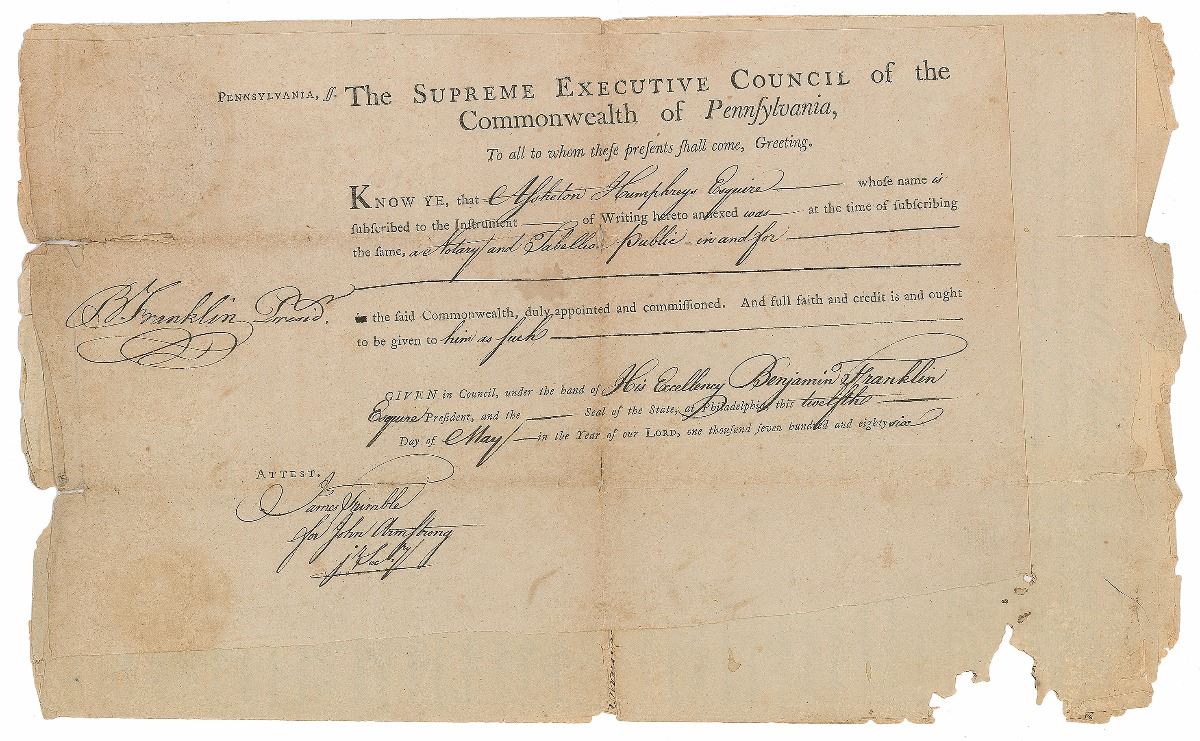 PENNSYLVANIA, ſſ. The SUPREME EXECUTIVE COUNCIL of the
Commonwealth of Pennſylvania,
To all to whom theſe preſents ſhall come, Greeting.
KNOW YE, that Asſheton Humphreys Esquire whoſe name is
ſubſcribed to the Inſtrument of Writing hereto annexed was at the time of ſubſcribing
the ſame, a Notary and Tabellio Public in and for
B Franklin Presid.
the ſaid Commonwealth, duly appointed and commiſſioned. And full faith and credit is and ought
to be given to him as ſuch
GIVEN in Council, under the hand of His Excellency Benjamin Franklin
Esquire Preſident, and the Seal of the State, at Philadelphia, this twelfth
Day of May in the Year of our LORD, one thouſand ſeven hundred and eighty six
ATTEST.
James Trimble
for John Armstrong
jr Secy